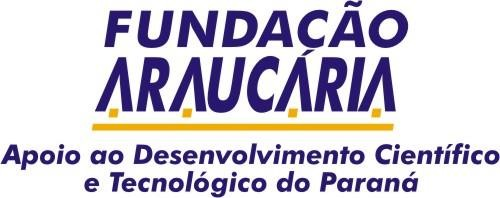 FUNDAÇÃO
ARAUCÁRIA
Apoio ao Desenvolvimento Científico
e Tecnológico do Paraná